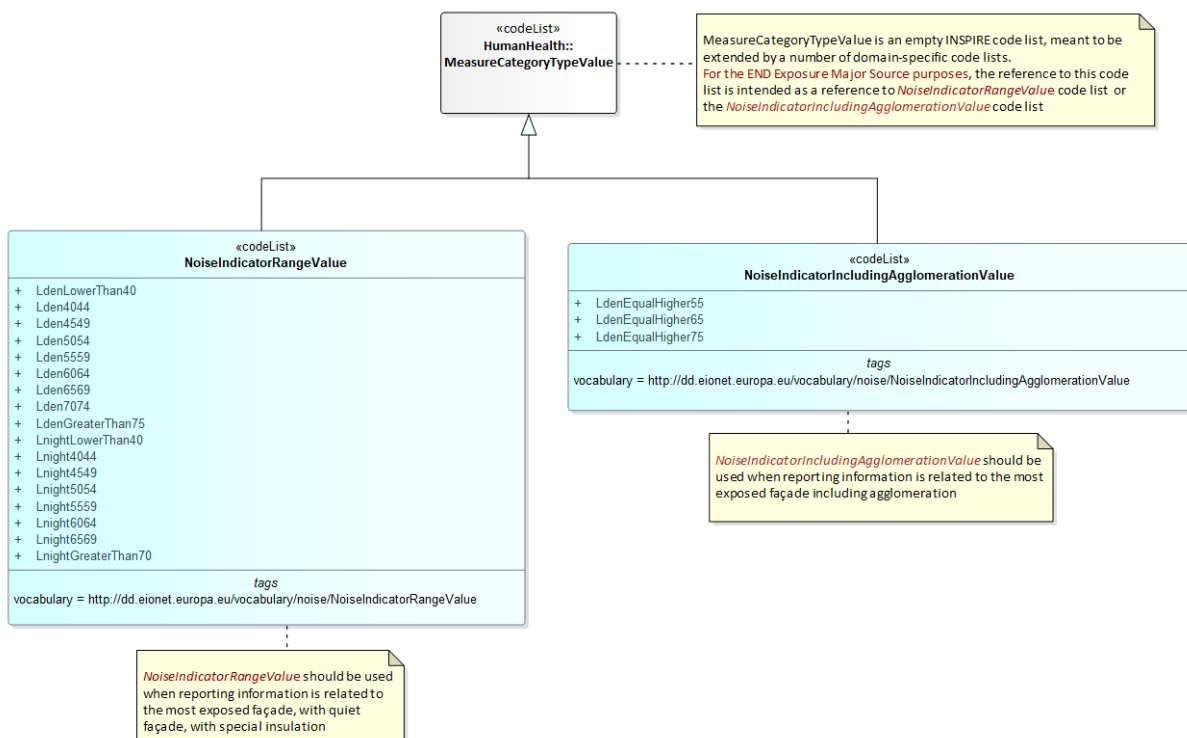 «codeList»
HumanHealth::
MeasureCategoryTypeValue
MeasureCategoryTypeValue is an empty INSPIRE code list, meant to be
extended by a number of domain-specific code lists.
For the END Exposure Major Source purposes, the reference to this code
list is intended as a reference to NoiseIndicatorRangeValue code list or
the NoiseIndicatorIncludingAgglomerationValue code list
«codeList»
NoiseIndicatorRangeValue
+ LdenLowerThan40
+ Lden4044
+ Lden4549
+ Lden5054
+ Lden5559
+ Lden6064
+ Lden6569
+ Lden7074
+ LdenGreaterThan75
+ LnightLowerThan40
+ Lnight4044
+ Lnight4549
+ Lnight5054
+ Lnight5559
+ Lnight6064
+ Lnight6569
+ LnightGreaterThan70
tags
vocabulary = http://dd.eionet.europa.eu/vocabulary/noise/NoiseIndicatorRangeValue
NoiseIndicatorRangeValue should be used
when reporting information is related to
the most exposed façade, with quiet
façade, with special insulation
«codeList»
NoiseIndicatorIncludingAgglomerationValue
+ LdenEqualHigher55
+ LdenEqualHigher65
+ LdenEqualHigher75
tags
vocabulary = http://dd.eionet.europa.eu/vocabulary/noise/NoiseIndicatorIncludingAgglomerationValue
NoiseIndicatorIncludingAgglomerationValue should be
used when reporting information is related to the most
exposed façade including agglomeration